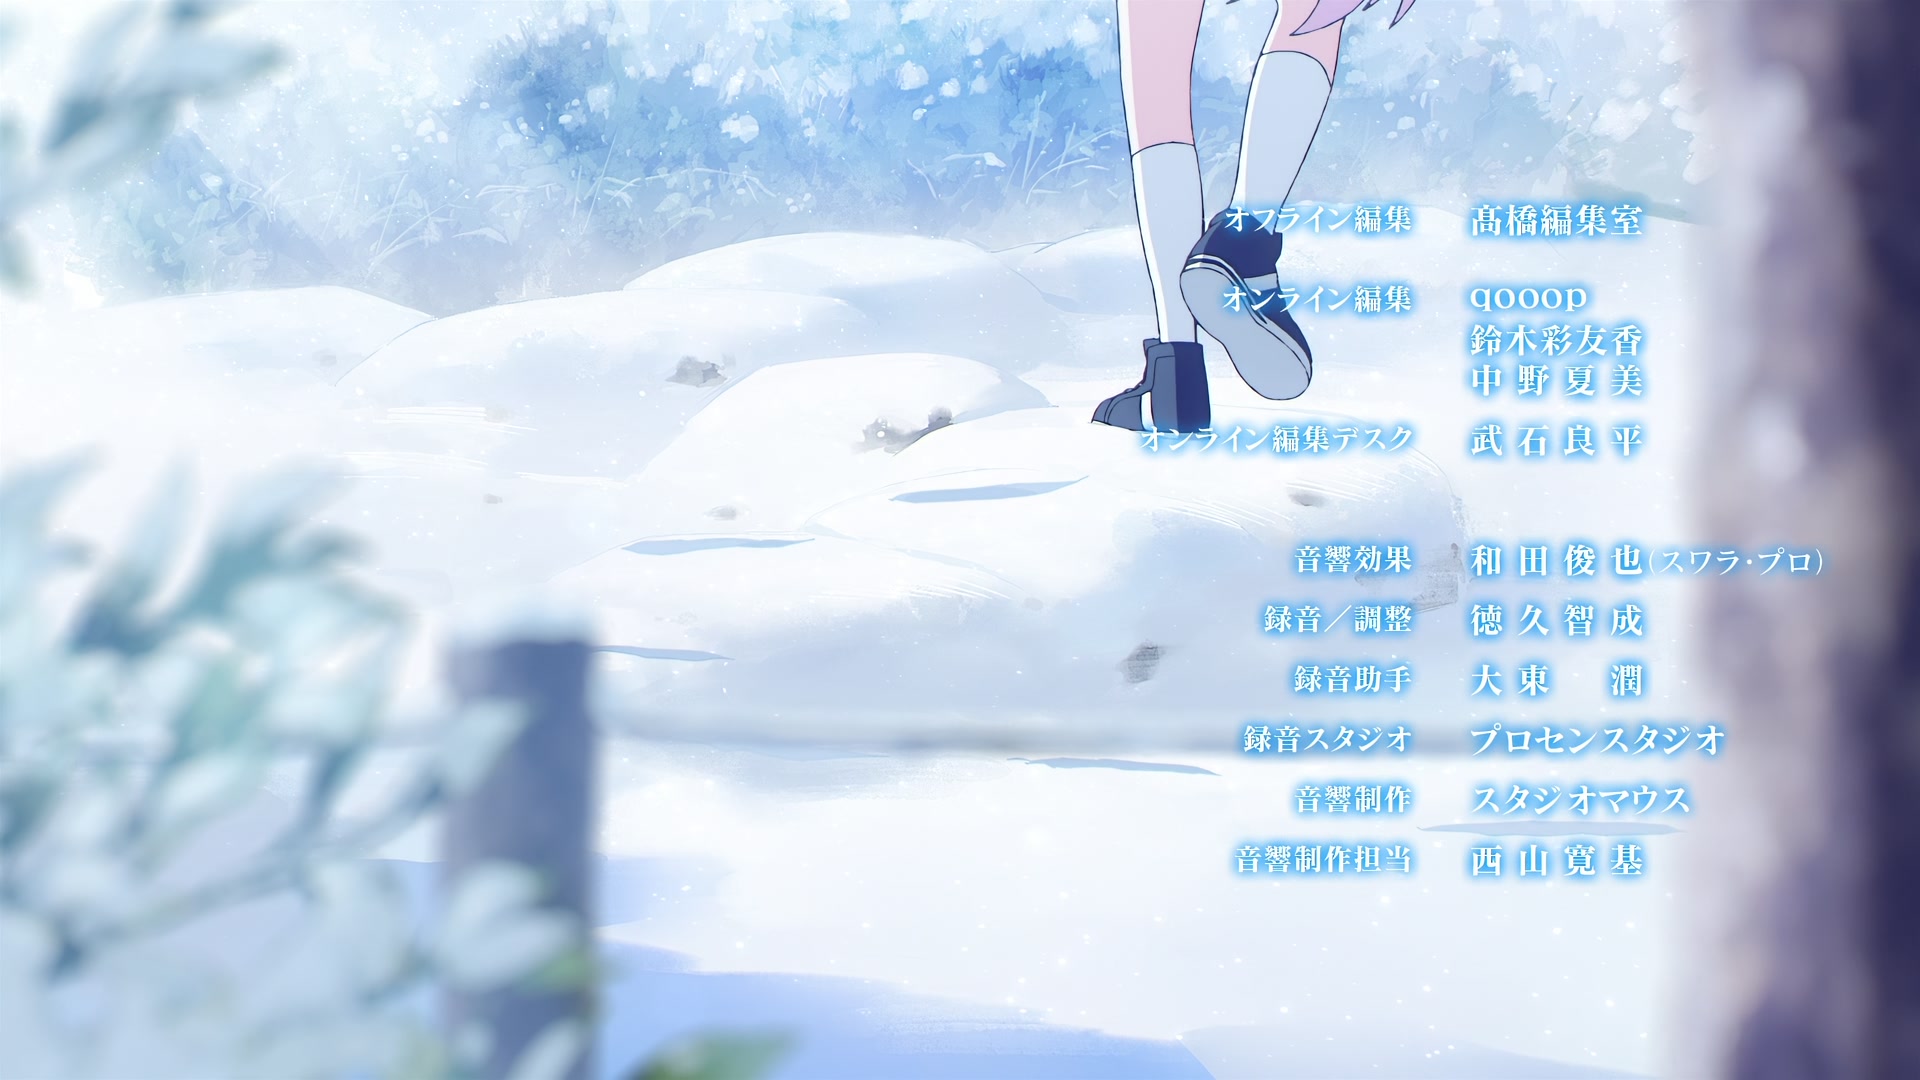 オフライン編集 髙橋編集室
オンライン編集 qooop
鈴木彩友香
中野夏美
オンライン編集デスク 武石良平
音響効果 和田俊也(スワラ・プロ)
録音／調整 徳久智成
録音助手 大東 潤
録音スタジオ プロセンスタジオ
音響制作 スタジオマウス
音響制作担当 西山寛基